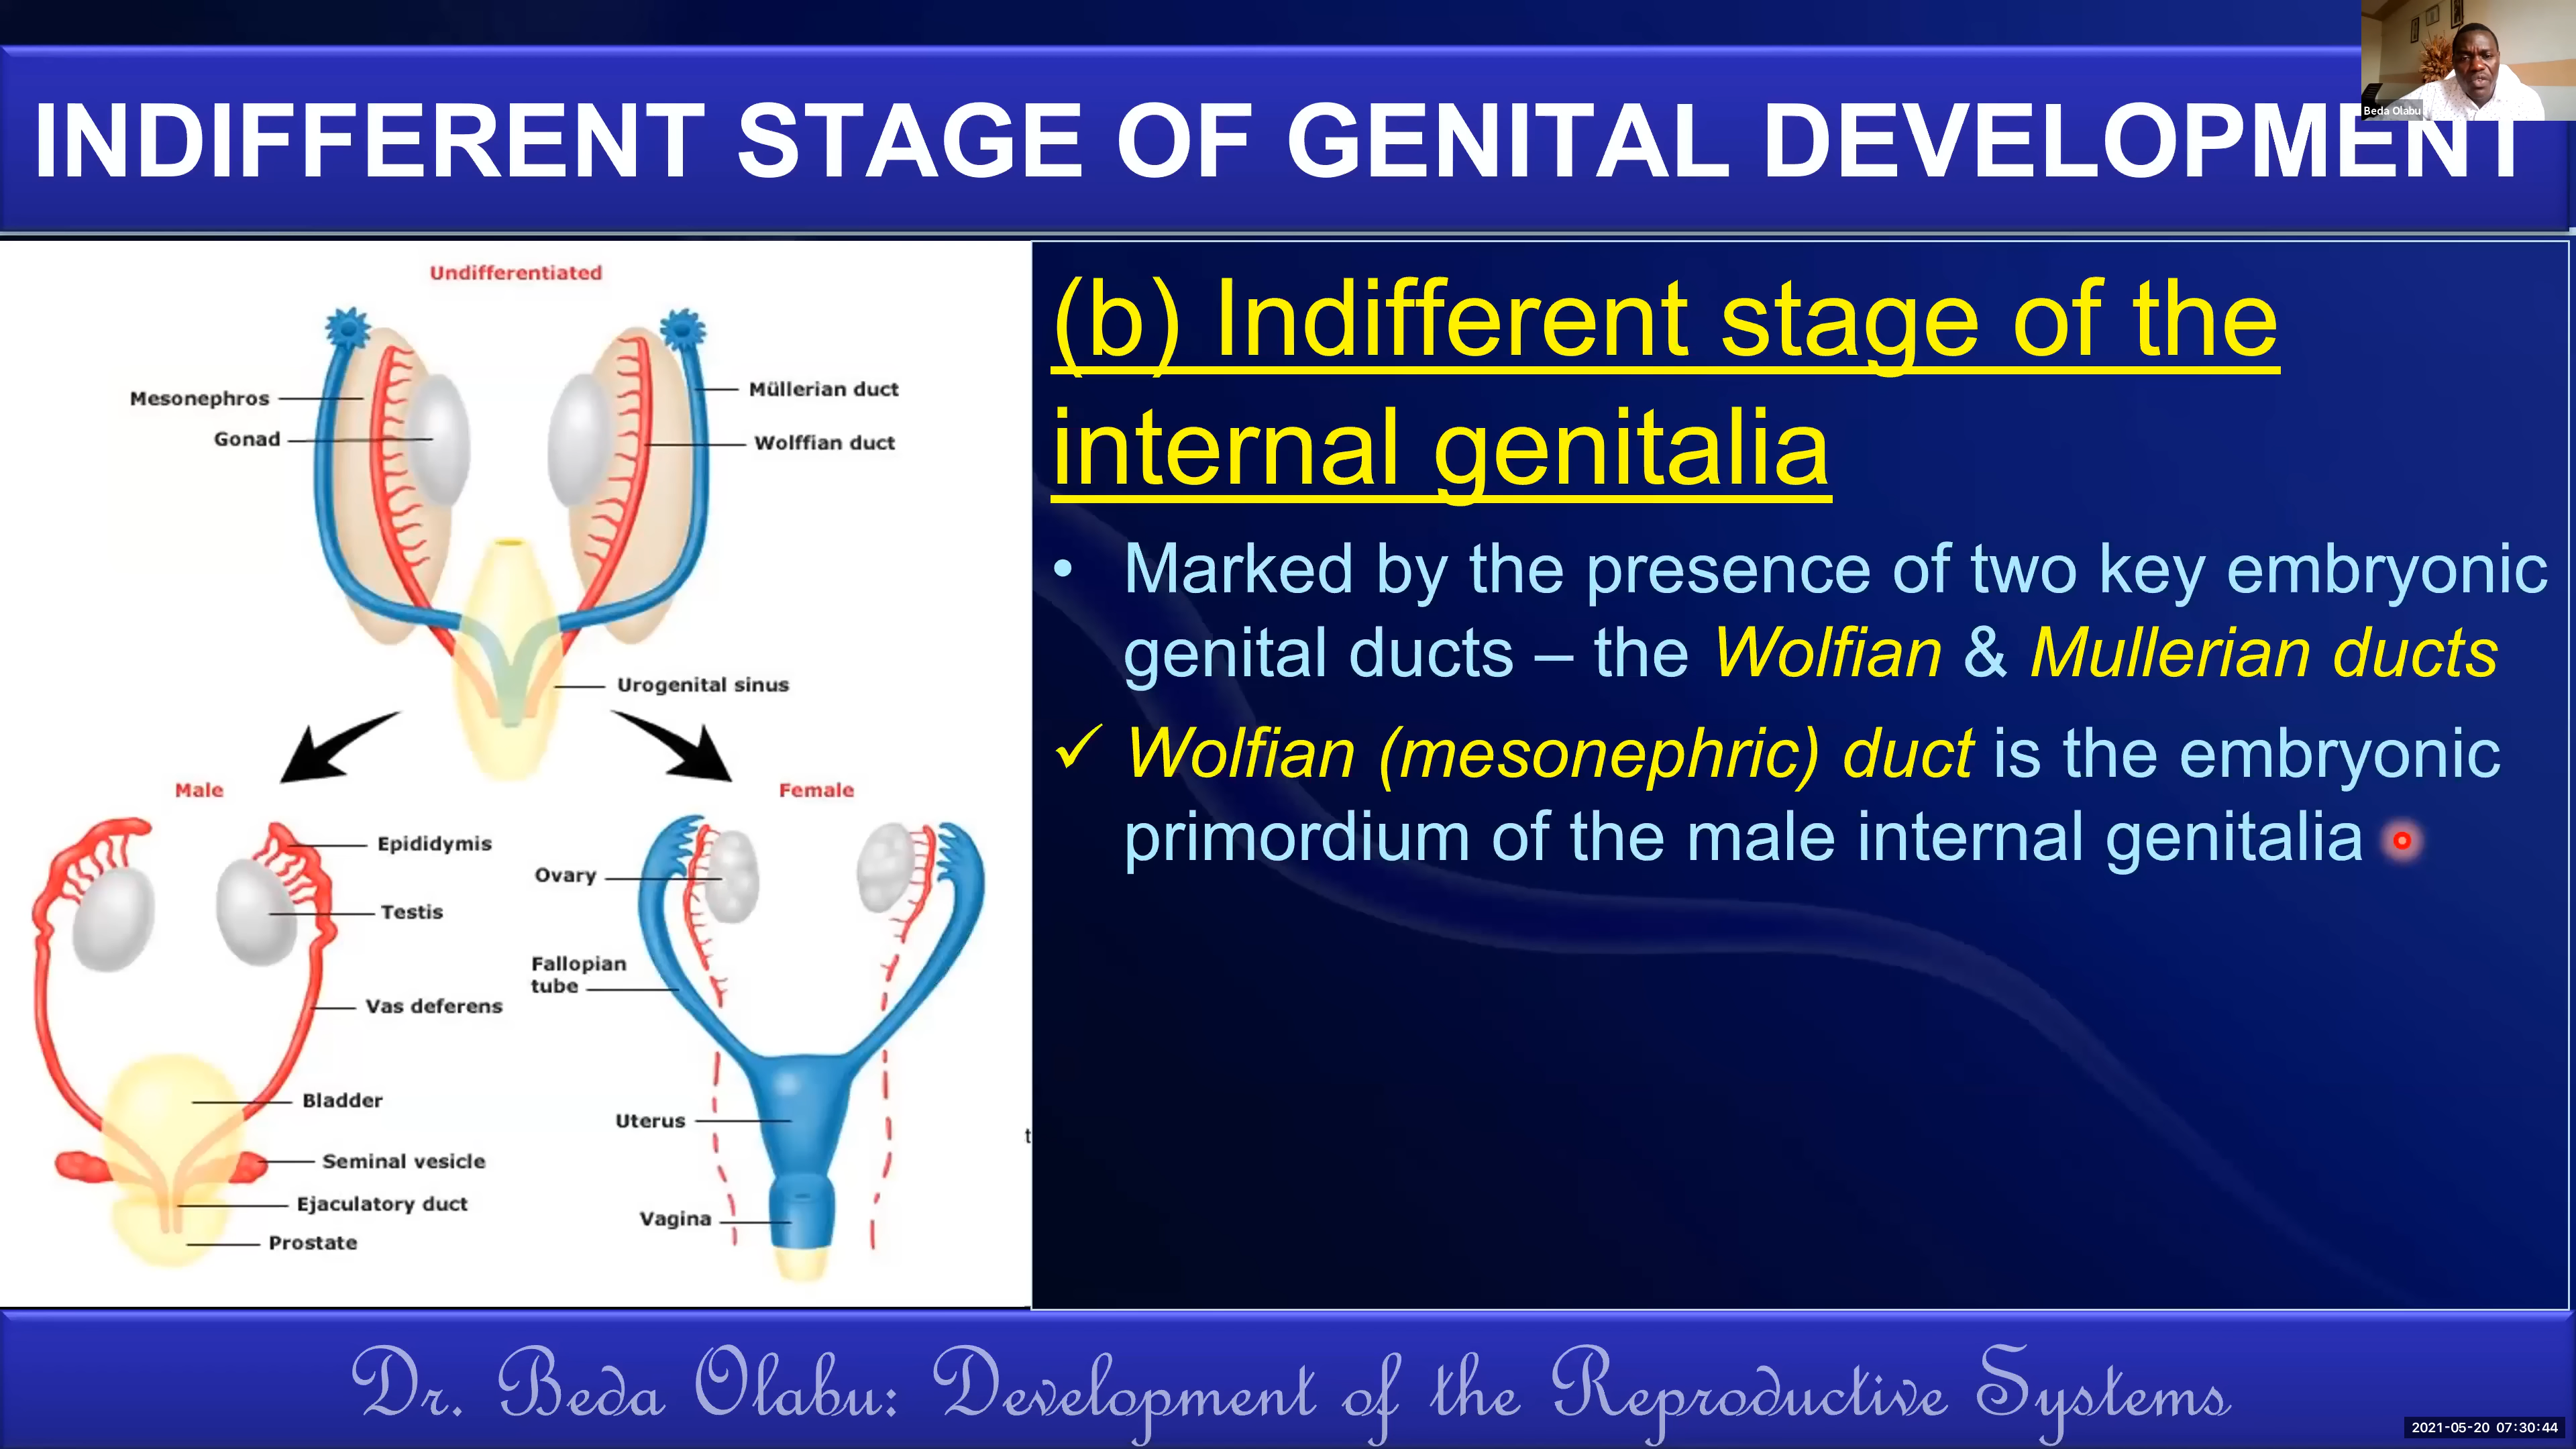 INDIFFERENT STAGE OF GENITAL DEVELOPMENT
Beda Olabu
Undifferentiated
Mesonephros
Gonad
Müllerian duct
Wolffian duct
Urogenital sinus
Male
Female
Epididymis
Testis
Vas deferens
Bladder
Seminal vesicle
Ejaculatory duct
Prostate
Ovary
Fallopian
tube
Uterus
Vagina
t
(b) Indifferent stage of the
internal genitalia
• Marked by the presence of two key embryonic
genital ducts – the Wolfian & Mullerian ducts
✓ Wolfian (mesonephric) duct is the embryonic
primordium of the male internal genitalia
Dr. Beda Olabu: Development of the Reproductive Systems
2021-05-20 07:30:44